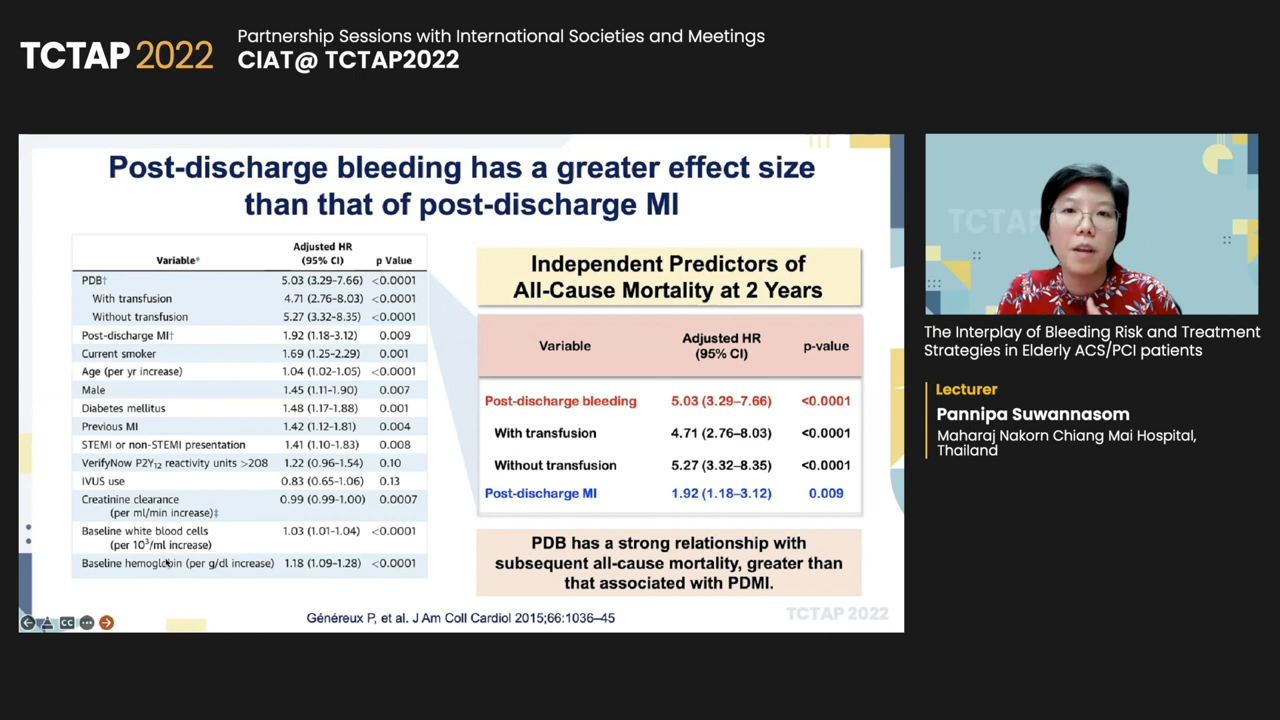 TCTAP 2022
Partnership Sessions with International Societies and Meetings
CIAT@ TCTAP2022
Post-discharge bleeding has a greater effect size
than that of post-discharge MI
Variable* Adjusted HR (95% CI) p Value
PDB† 5.03 (3.29-7.66) <0.0001
With transfusion 4.71 (2.76-8.03) <0.0001
Without transfusion 5.27 (3.32-8.35) <0.0001
Post-discharge MI† 1.92 (1.18-3.12) 0.009
Current smoker 1.69 (1.25-2.29) 0.001
Age (per yr increase) 1.04 (1.02-1.05) <0.0001
Male 1.45 (1.11-1.90) 0.007
Diabetes mellitus 1.48 (1.17-1.88) 0.001
Previous MI 1.42 (1.12-1.81) 0.004
STEMI or non-STEMI presentation 1.41 (1.10-1.83) 0.008
VerifyNow P2Y₁₂ reactivity units >208 1.22 (0.96-1.54) 0.10
IVUS use 0.83 (0.65-1.06) 0.13
Creatinine clearance 0.99 (0.99-1.00) 0.0007
(per ml/min increase)‡
Baseline white blood cells 1.03 (1.01-1.04) <0.0001
(per 10³/ml increase)
Baseline hemoglobin (per g/dl increase) 1.18 (1.09-1.28) <0.0001
Independent Predictors of
All-Cause Mortality at 2 Years
Variable Adjusted HR (95% CI) p-value
Post-discharge bleeding 5.03 (3.29–7.66) <0.0001
With transfusion 4.71 (2.76–8.03) <0.0001
Without transfusion 5.27 (3.32–8.35) <0.0001
Post-discharge MI 1.92 (1.18–3.12) 0.009
PDB has a strong relationship with
subsequent all-cause mortality, greater than
that associated with PDMI.
Généreux P, et al. J Am Coll Cardiol 2015;66:1036–45
TCTAP 2022
CC
TCTAP
The Interplay of Bleeding Risk and Treatment
Strategies in Elderly ACS/PCI patients
Lecturer
Pannipa Suwannasom
Maharaj Nakorn Chiang Mai Hospital,
Thailand